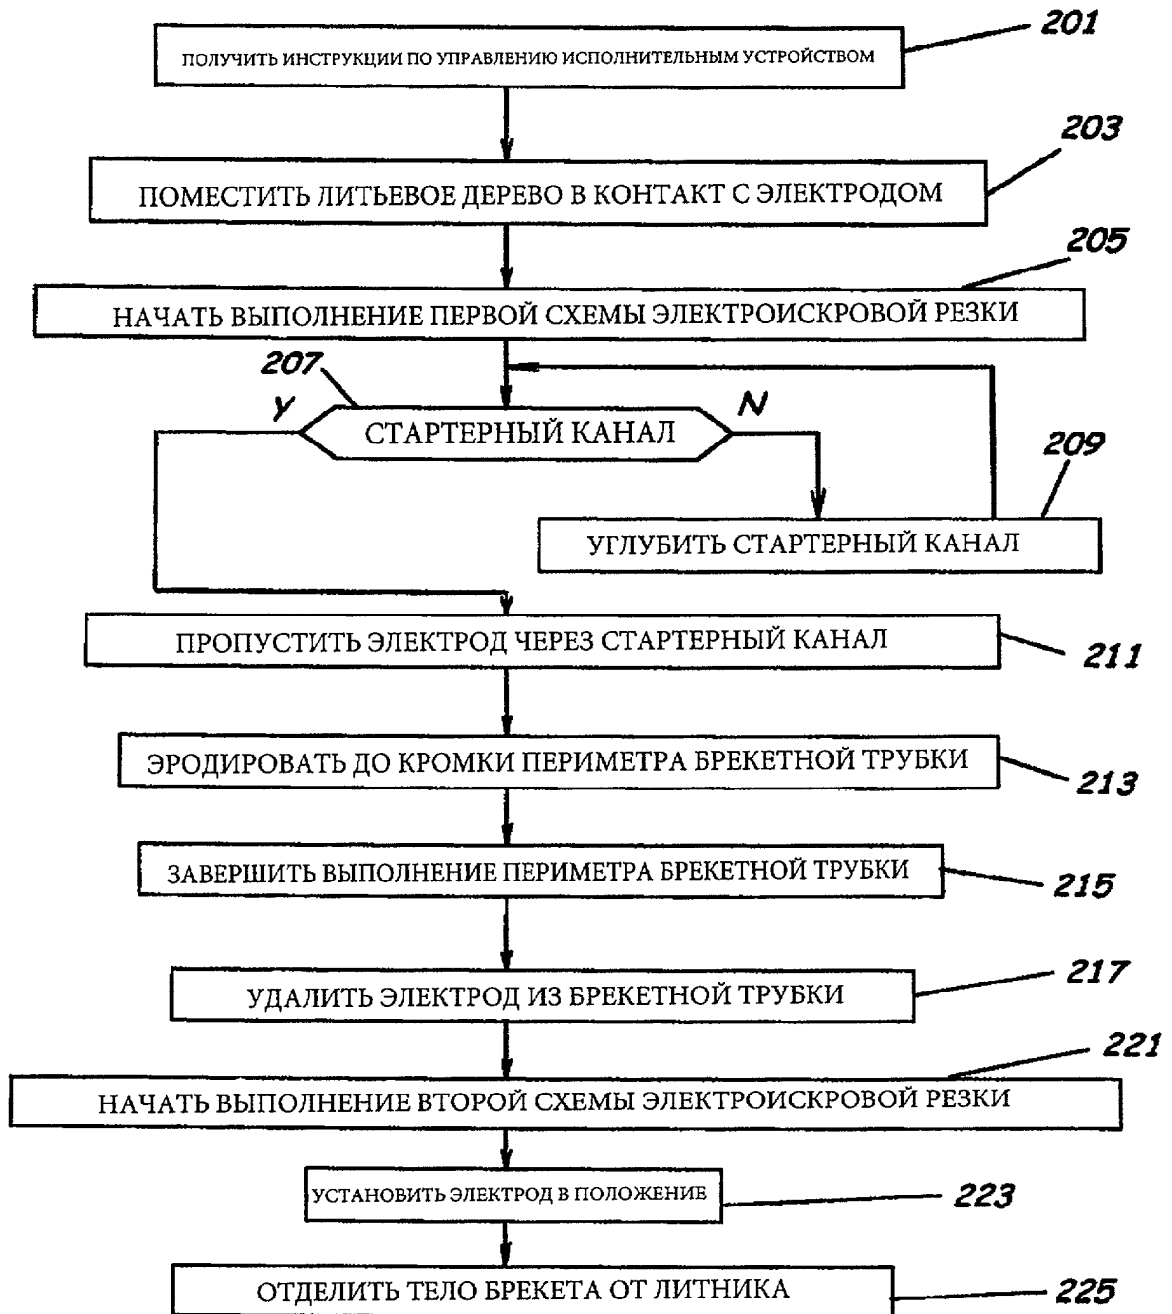 201
ПОЛУЧИТЬ ИНСТРУКЦИИ ПО УПРАВЛЕНИЮ ИСПОЛНИТЕЛЬНЫМ УСТРОЙСТВОМ
203
ПОМЕСТИТЬ ЛИТЬЕВОЕ ДЕРЕВО В КОНТАКТ С ЭЛЕКТРОДОМ
205
НАЧАТЬ ВЫПОЛНЕНИЕ ПЕРВОЙ СХЕМЫ ЭЛЕКТРОИСКРОВОЙ РЕЗКИ
207
Y
N
СТАРТЕРНЫЙ КАНАЛ
209
УГЛУБИТЬ СТАРТЕРНЫЙ КАНАЛ
ПРОПУСТИТЬ ЭЛЕКТРОД ЧЕРЕЗ СТАРТЕРНЫЙ КАНАЛ
211
ЭРОДИРОВАТЬ ДО КРОМКИ ПЕРИМЕТРА БРЕКЕТНОЙ ТРУБКИ
213
ЗАВЕРШИТЬ ВЫПОЛНЕНИЕ ПЕРИМЕТРА БРЕКЕТНОЙ ТРУБКИ
215
217
УДАЛИТЬ ЭЛЕКТРОД ИЗ БРЕКЕТНОЙ ТРУБКИ
221
НАЧАТЬ ВЫПОЛНЕНИЕ ВТОРОЙ СХЕМЫ ЭЛЕКТРОИСКРОВОЙ РЕЗКИ
УСТАНОВИТЬ ЭЛЕКТРОД В ПОЛОЖЕНИЕ
223
ОТДЕЛИТЬ ТЕЛО БРЕКЕТА ОТ ЛИТНИКА
225